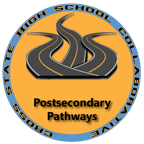 CROSS STATE HIGH SCHOOL COLLABORATIVE
Postsecondary
Pathways